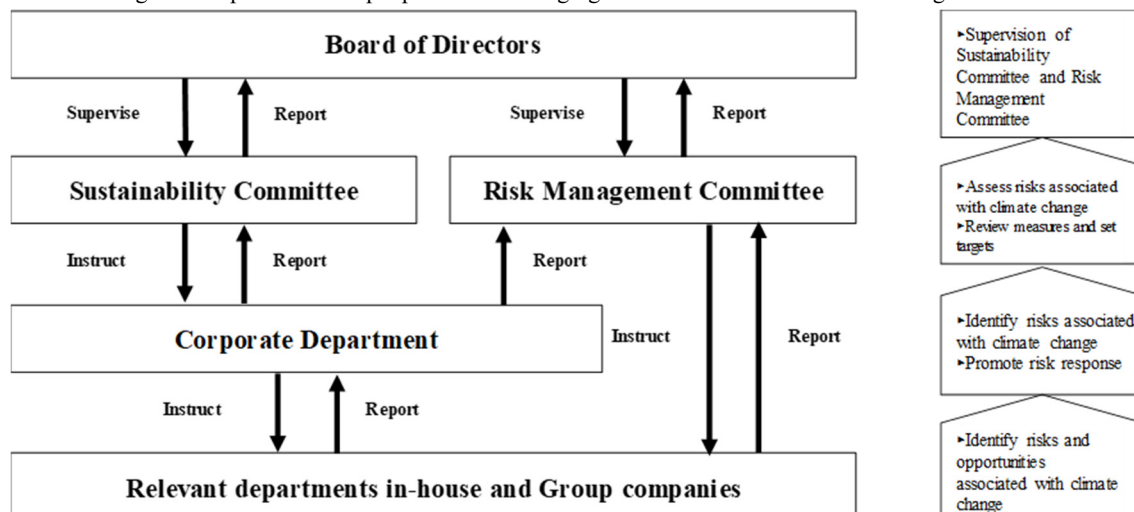 Board of Directors
Supervise
Report
Supervise
Report
Sustainability Committee
Risk Management Committee
Instruct
Report
Report
Corporate Department
Instruct
Report
Instruct
Report
Relevant departments in-house and Group companies
▸Supervision of
Sustainability
Committee and Risk
Management
Committee
▸Assess risks associated
with climate change
▸Review measures and set
targets
▸Identify risks associated
with climate change
▸Promote risk response
▸Identify risks and
opportunities
associated with climate
change